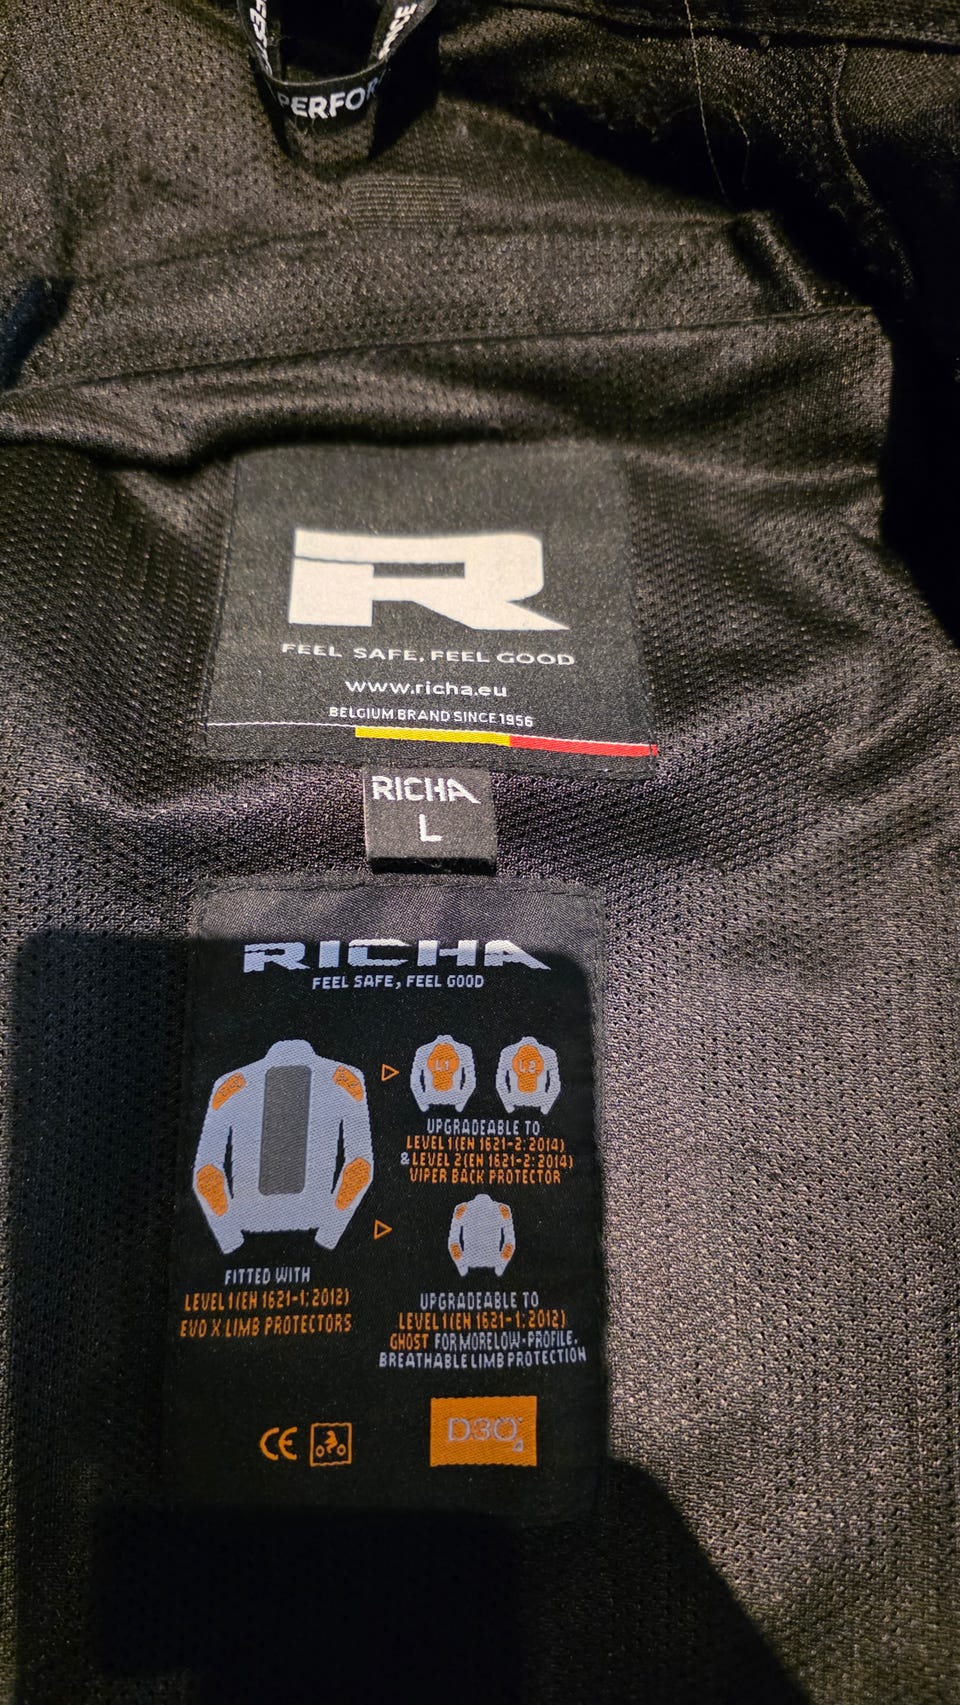 PERFOR
R
FEEL SAFE, FEEL GOOD
www.richa.eu
BELGIUM BRAND SINCE 1956
RICHA
L
RICHA
FEEL SAFE, FEEL GOOD
L1 L2
UPGRADEABLE TO
LEVEL 1 (EN 1621-2:2014)
& LEVEL 2 (EN 1621-2:2014)
VIPER BACK PROTECTOR
FITTED WITH
LEVEL 1 (EN 1621-1:2012)
EVO X LIMB PROTECTORS
UPGRADEABLE TO
LEVEL 1 (EN 1621-1:2012)
GHOST FOR MORE LOW-PROFILE,
BREATHABLE LIMB PROTECTION
CE
D3O